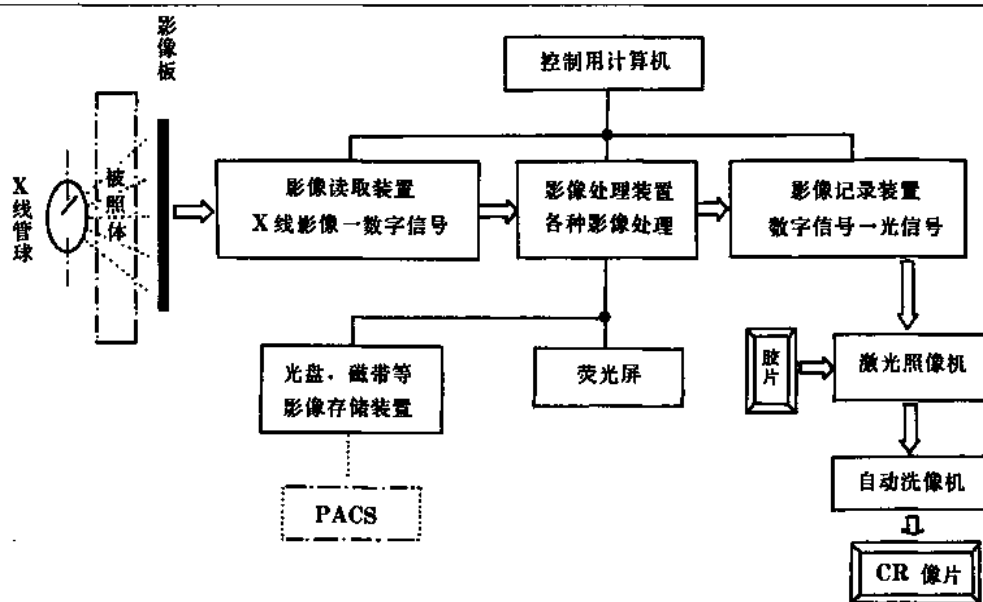 影像板
控制用计算机
X线管球
被照体
影像读取装置
X线影像—数字信号
影像处理装置
各种影像处理
影像记录装置
数字信号→光信号
光盘、磁带等
影像存储装置
荧光屏
胶片
激光照像机
自动洗像机
PACS
CR 像片